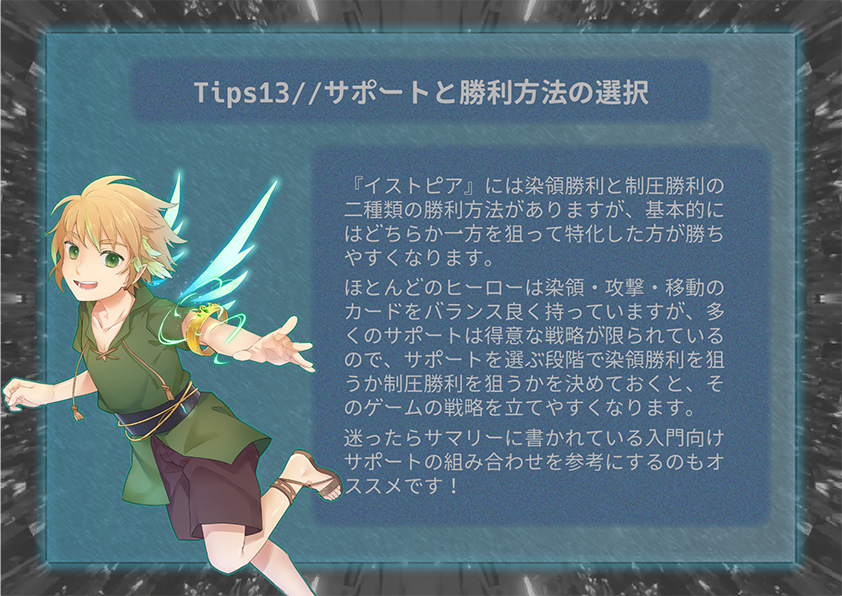 Tips13//サポートと勝利方法の選択
『イストピア』には染領勝利と制圧勝利の
二種類の勝利方法がありますが、基本的に
はどちらか一方を狙って特化した方が勝ち
やすくなります。
ほとんどのヒーローは染領・攻撃・移動の
カードをバランス良く持っていますが、多
くのサポートは得意な戦略が限られている
ので、サポートを選ぶ段階で染領勝利を狙
うか制圧勝利を狙うかを決めておくと、そ
のゲームの戦略を立てやすくなります。
迷ったらサマリーに書かれている入門向け
サポートの組み合わせを参考にするのもオ
ススメです！